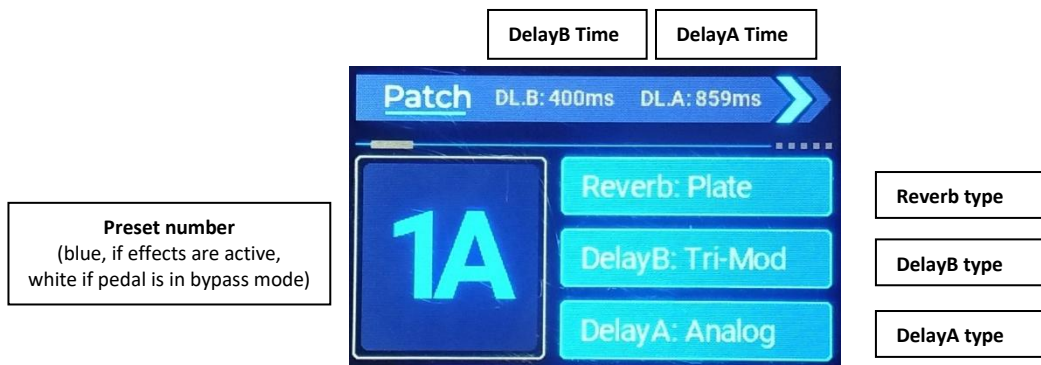 DelayB Time
DelayA Time
Patch DL.B: 400ms DL.A: 859ms
Preset number
(blue, if effects are active,
white if pedal is in bypass mode)
1A
Reverb: Plate
DelayB: Tri-Mod
DelayA: Analog
Reverb type
DelayB type
DelayA type